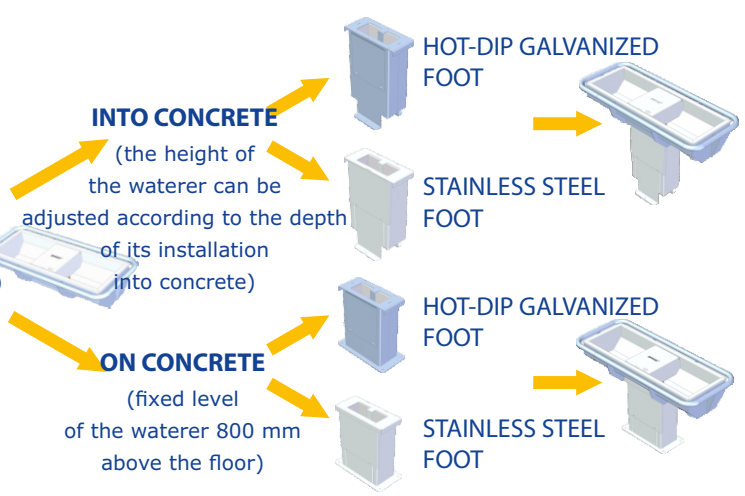 HOT-DIP GALVANIZED
FOOT
INTO CONCRETE
(the height of
the waterer can be
adjusted according to the depth
of its installation
into concrete)
STAINLESS STEEL
FOOT
)
HOT-DIP GALVANIZED
FOOT
ON CONCRETE
(fixed level
of the waterer 800 mm
above the floor)
STAINLESS STEEL
FOOT